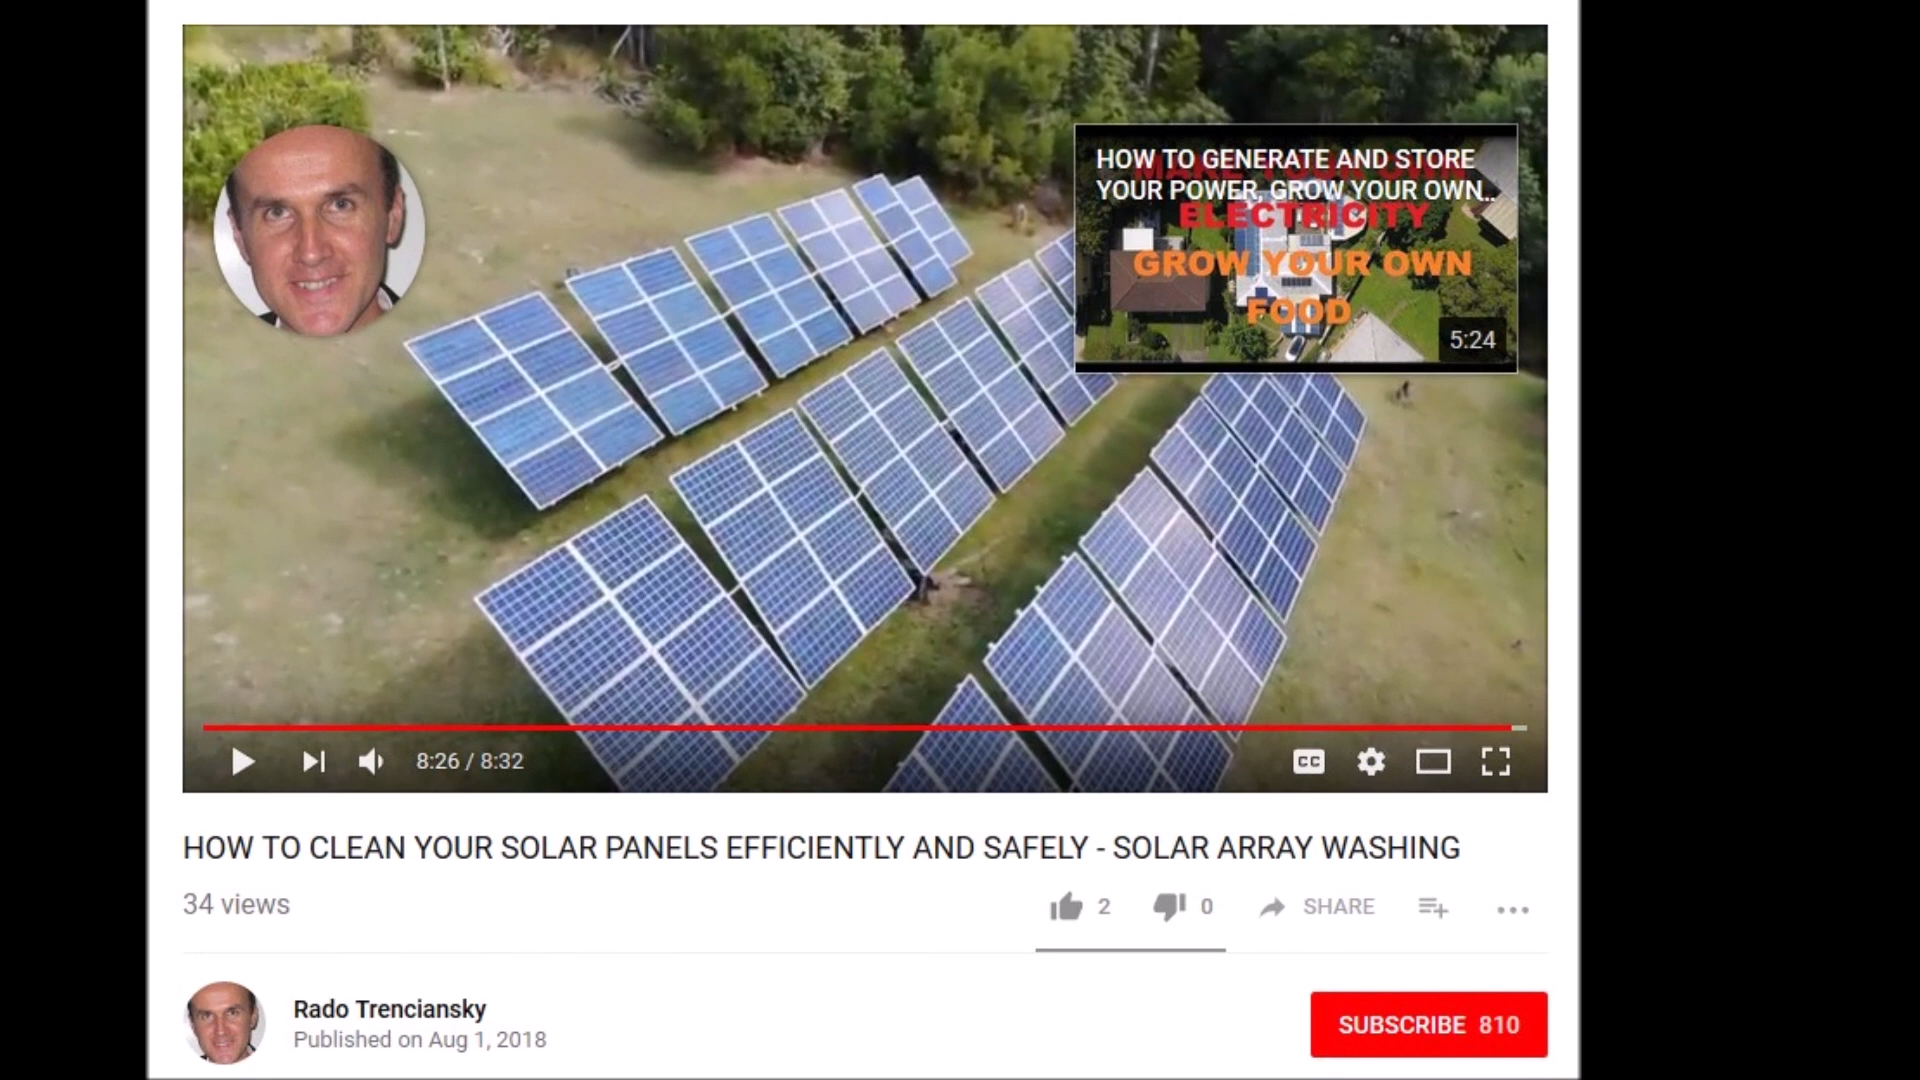 HOW TO GENERATE AND STORE
YOUR POWER, GROW YOUR OWN...
ELECTRICITY
GROW YOUR OWN
FOOD
5:24
8:26 / 8:32
CC
HOW TO CLEAN YOUR SOLAR PANELS EFFICIENTLY AND SAFELY - SOLAR ARRAY WASHING
34 views
2
0
SHARE
Rado Trenciansky
Published on Aug 1, 2018
SUBSCRIBE 810